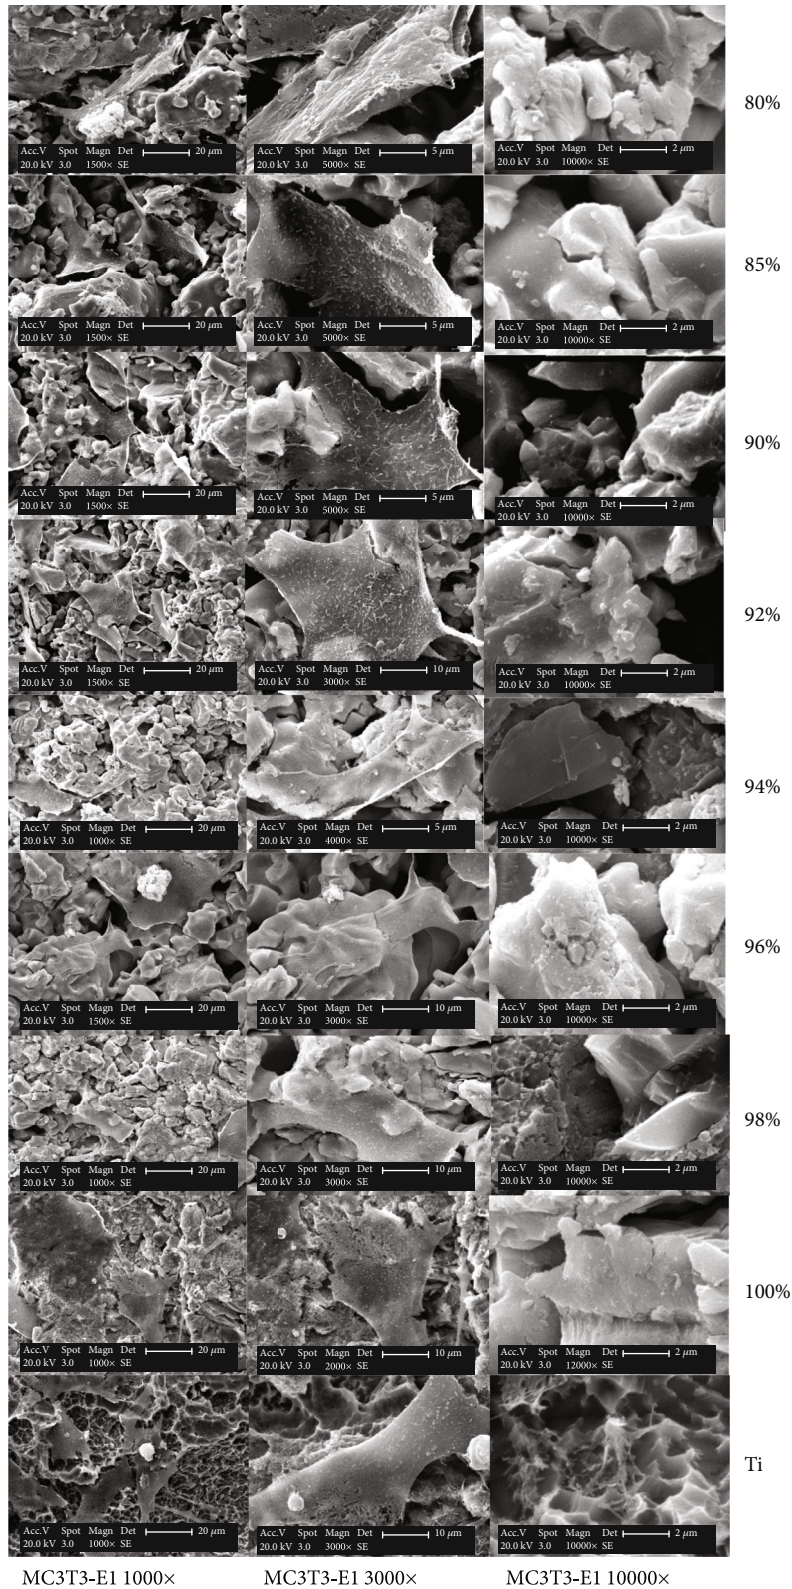 Acc.V Spot Magn Det 20 μm
20.0 kV 3.0 1500× SE
Acc.V Spot Magn Det 5 μm
20.0 kV 3.0 5000× SE
Acc.V Spot Magn Det 2 μm
20.0 kV 3.0 10000× SE
80%
Acc.V Spot Magn Det 20 μm
20.0 kV 3.0 1500× SE
Acc.V Spot Magn Det 5 μm
20.0 kV 3.0 5000× SE
Acc.V Spot Magn Det 2 μm
20.0 kV 3.0 10000× SE
85%
Acc.V Spot Magn Det 20 μm
20.0 kV 3.0 1500× SE
Acc.V Spot Magn Det 5 μm
20.0 kV 3.0 5000× SE
Acc.V Spot Magn Det 2 μm
20.0 kV 3.0 10000× SE
90%
Acc.V Spot Magn Det 20 μm
20.0 kV 3.0 1500× SE
Acc.V Spot Magn Det 10 μm
20.0 kV 3.0 3000× SE
Acc.V Spot Magn Det 2 μm
20.0 kV 3.0 10000× SE
92%
Acc.V Spot Magn Det 20 μm
20.0 kV 3.0 1000× SE
Acc.V Spot Magn Det 5 μm
20.0 kV 3.0 4000× SE
Acc.V Spot Magn Det 2 μm
20.0 kV 3.0 10000× SE
94%
Acc.V Spot Magn Det 20 μm
20.0 kV 3.0 1500× SE
Acc.V Spot Magn Det 10 μm
20.0 kV 3.0 3000× SE
Acc.V Spot Magn Det 2 μm
20.0 kV 3.0 10000× SE
96%
Acc.V Spot Magn Det 20 μm
20.0 kV 3.0 1000× SE
Acc.V Spot Magn Det 10 μm
20.0 kV 3.0 3000× SE
Acc.V Spot Magn Det 2 μm
20.0 kV 3.0 10000× SE
98%
Acc.V Spot Magn Det 20 μm
20.0 kV 3.0 1000× SE
Acc.V Spot Magn Det 10 μm
20.0 kV 3.0 2000× SE
Acc.V Spot Magn Det 2 μm
20.0 kV 3.0 12000× SE
100%
Acc.V Spot Magn Det 20 μm
20.0 kV 3.0 1000× SE
Acc.V Spot Magn Det 10 μm
20.0 kV 3.0 3000× SE
Acc.V Spot Magn Det 2 μm
20.0 kV 3.0 10000× SE
Ti
MC3T3-E1 1000×
MC3T3-E1 3000×
MC3T3-E1 10000×